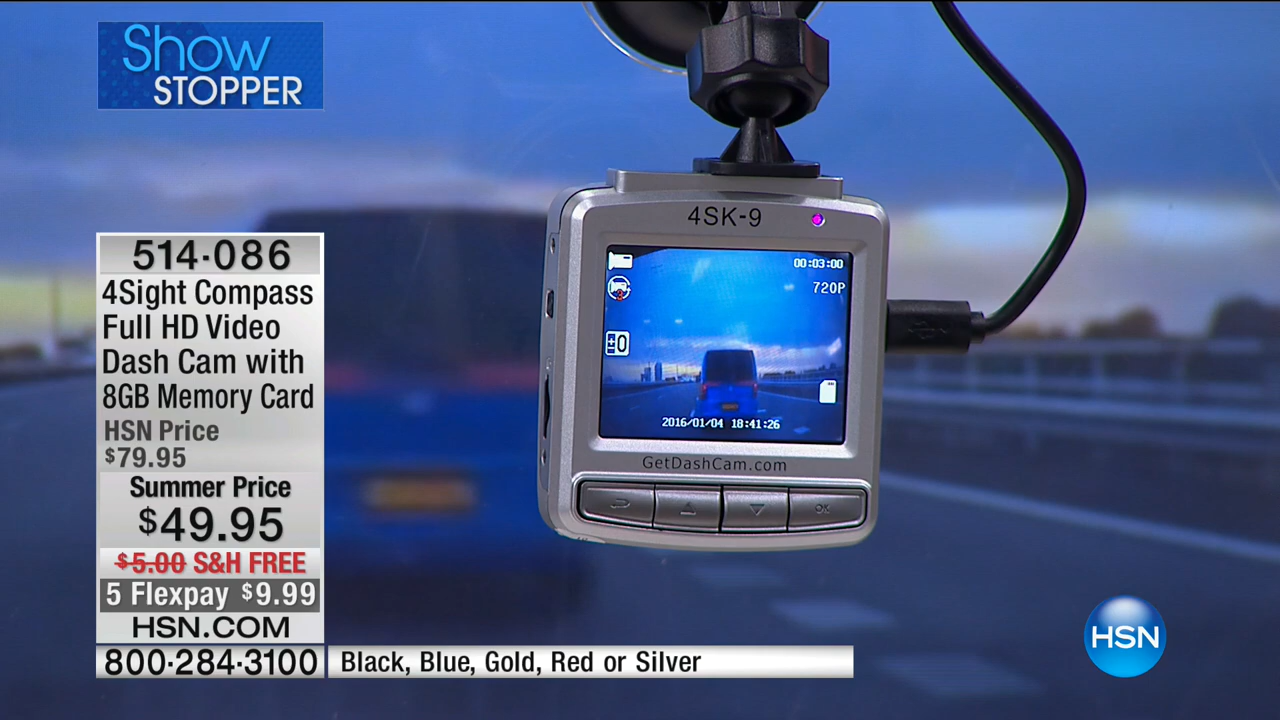 Show
STOPPER
514·086
4Sight Compass
Full HD Video
Dash Cam with
8GB Memory Card
HSN Price
$79.95
Summer Price
$49.95
$5.00 S&H FREE
5 Flexpay $9.99
HSN.COM
800·284·3100
Black, Blue, Gold, Red or Silver
4SK-9
00:03:00
720P
±0
2016/01/04 18:41:26
GetDashCam.com
OK
HSN